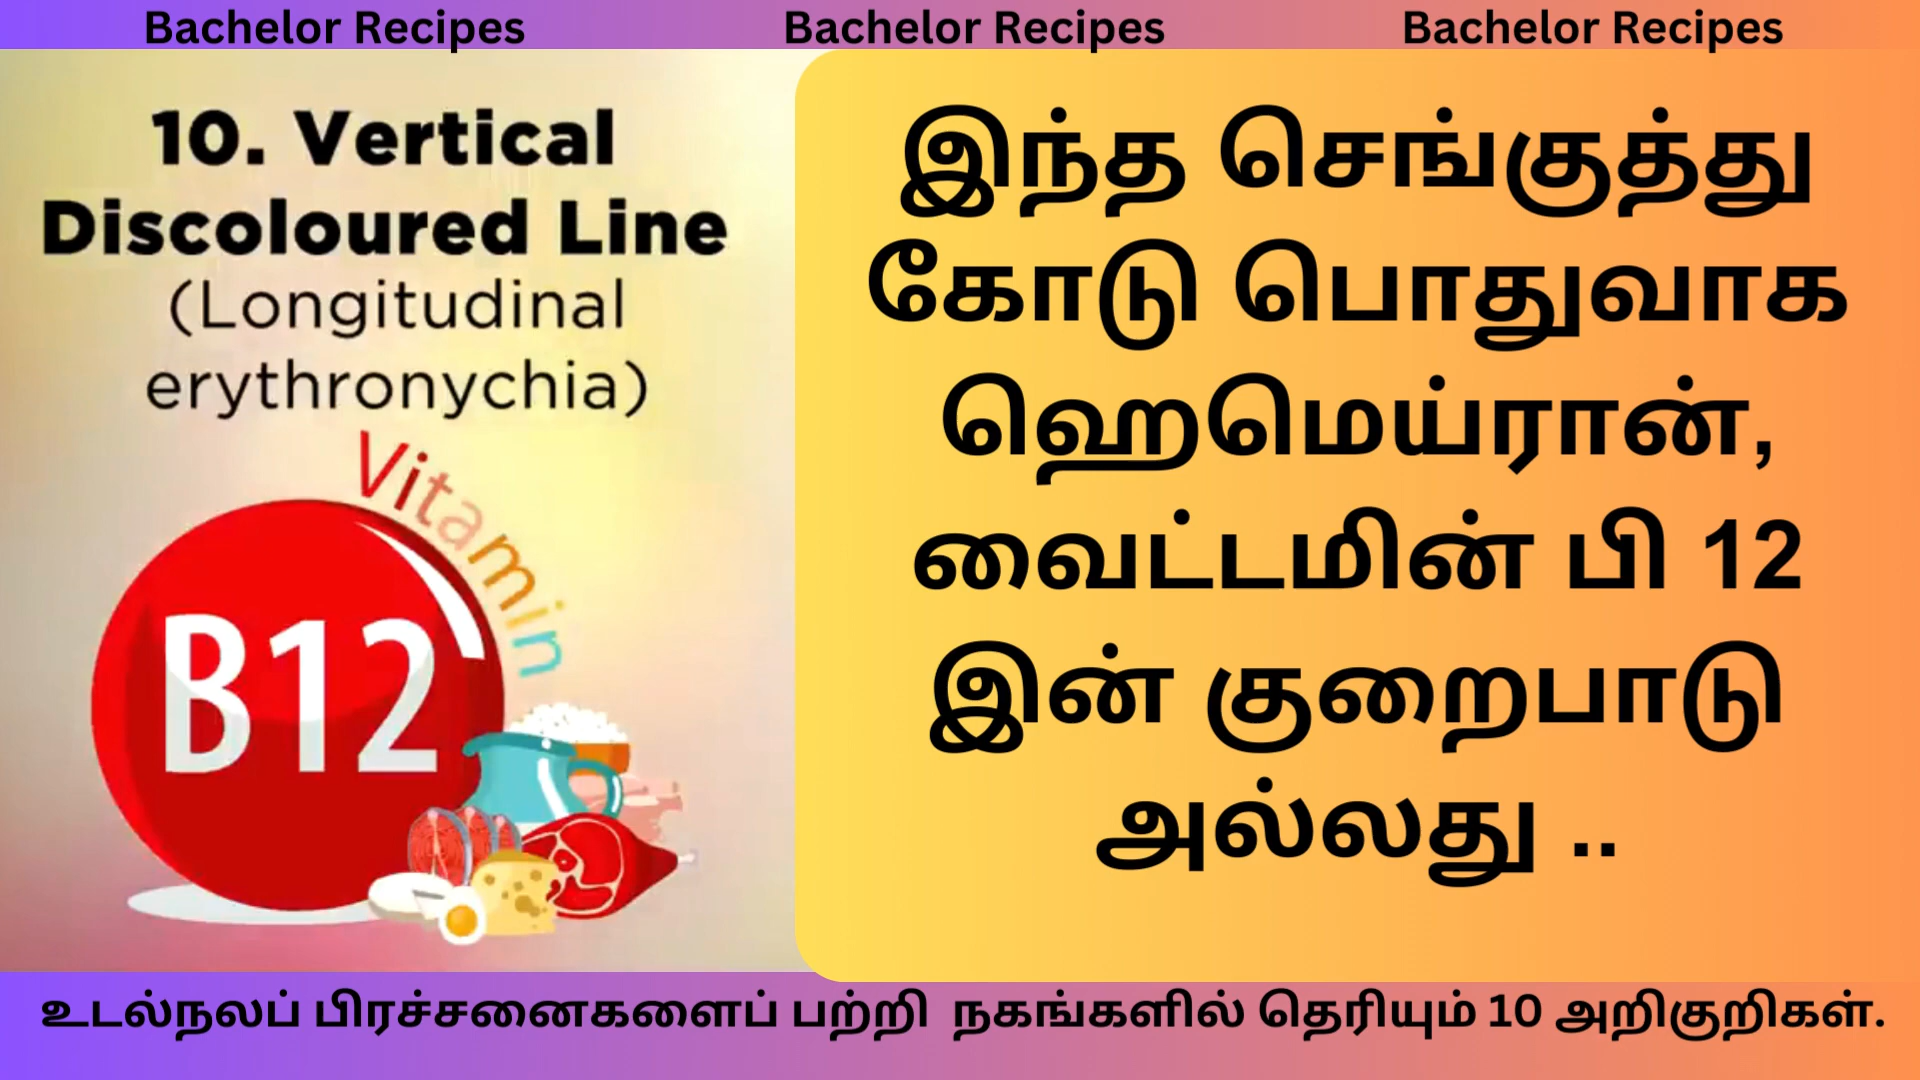 Bachelor Recipes Bachelor Recipes Bachelor Recipes
10. Vertical
Discoloured Line
(Longitudinal
erythronychia)
Vitamin
B12
இந்த செங்குத்து
கோடு பொதுவாக
ஹெமெய்ரான்,
வைட்டமின் பி 12
இன் குறைபாடு
அல்லது ..
உடல்நலப் பிரச்சனைகளைப் பற்றி நகங்களில் தெரியும் 10 அறிகுறிகள்.